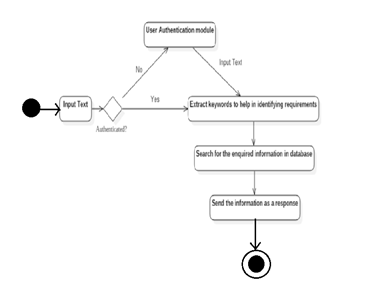 User Authentication module
No
Input Text
Input Text
Yes
Extract keywords to help in identifying requirements
Authenticated?
Search for the enquired information in database
Send the information as a response